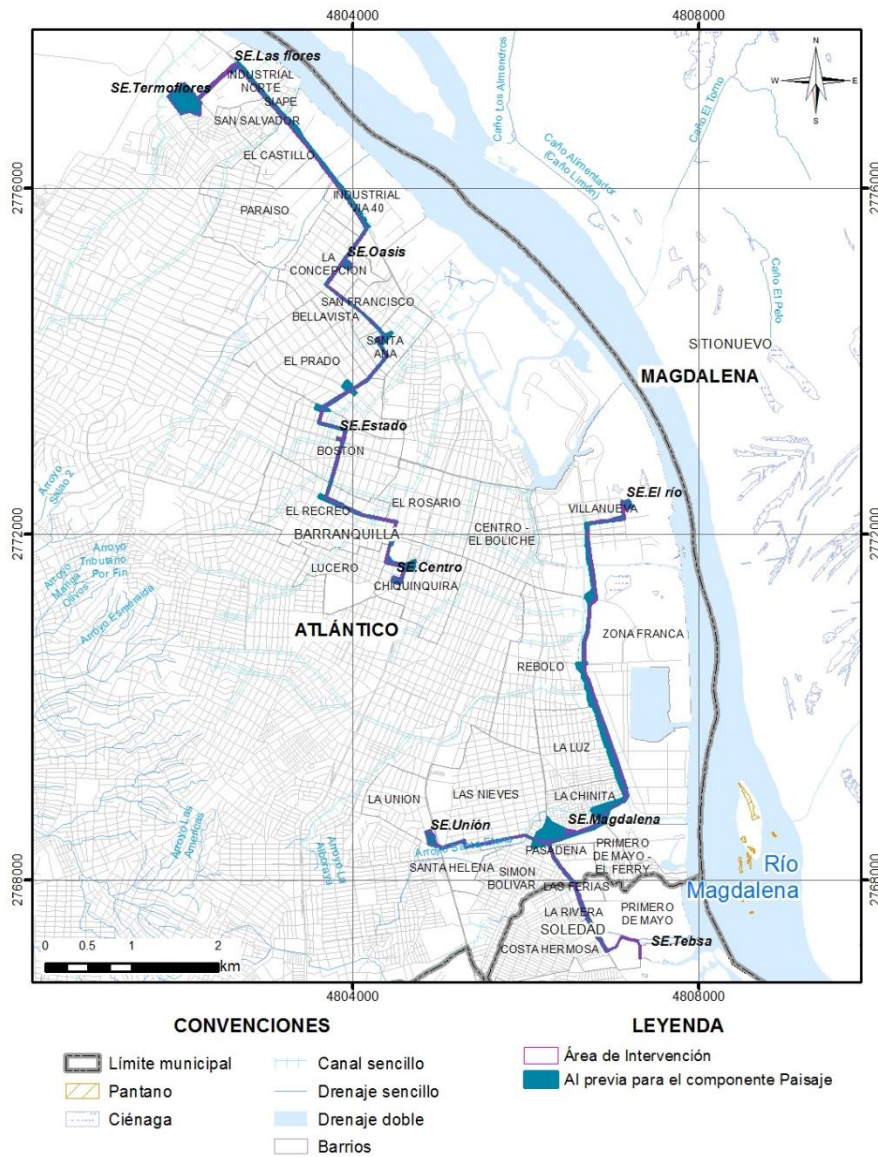 4804000
4808000
SE.Las flores
SE.Termoflores
INDUSTRIAL
NORTE
SIAPE
SAN SALVADOR
EL CASTILLO
Caño Los Almendros
Caño El Torno
Caño Alimentador
(Caño Limón)
N
W
E
S
2776000
2776000
PARAISO
INDUSTRIAL
VIA 40
SE.Oasis
LA
CONCEPCION
SAN FRANCISCO
BELLAVISTA
Caño El Pelo
SANTA
ANA
EL PRADO
SITIONUEVO
MAGDALENA
SE.Estado
BOSTON
Arroyo
Salao 2
SE.El río
EL RECREO
EL ROSARIO
VILLANUEVA
BARRANQUILLA
CENTRO -
EL BOLICHE
2772000
2772000
Arroyo
Tributario
Por Fin
Arroyo
Manga
Olivos
LUCERO
SE.Centro
CHIQUINQUIRA
Arroyo Esmeralda
ATLÁNTICO
ZONA FRANCA
REBOLO
LA LUZ
LA UNION
LAS NIEVES
LA CHINITA
SE.Unión
SE.Magdalena
Arroyo Las
Américas
Arroyo La
PASADENA
PRIMERO
DE MAYO -
EL FERRY
SANTA HELENA
SIMON
BOLIVAR
LAS FERIAS
Río
Magdalena
2768000
2768000
LA RIVERA
PRIMERO
DE MAYO
SOLEDAD
COSTA HERMOSA
SE.Tebsa
0 0.5 1 2
km
4804000
4808000
CONVENCIONES
Límite municipal
Pantano
Ciénaga
Canal sencillo
Drenaje sencillo
Drenaje doble
Barrios
LEYENDA
Área de Intervención
AI previa para el componente Paisaje